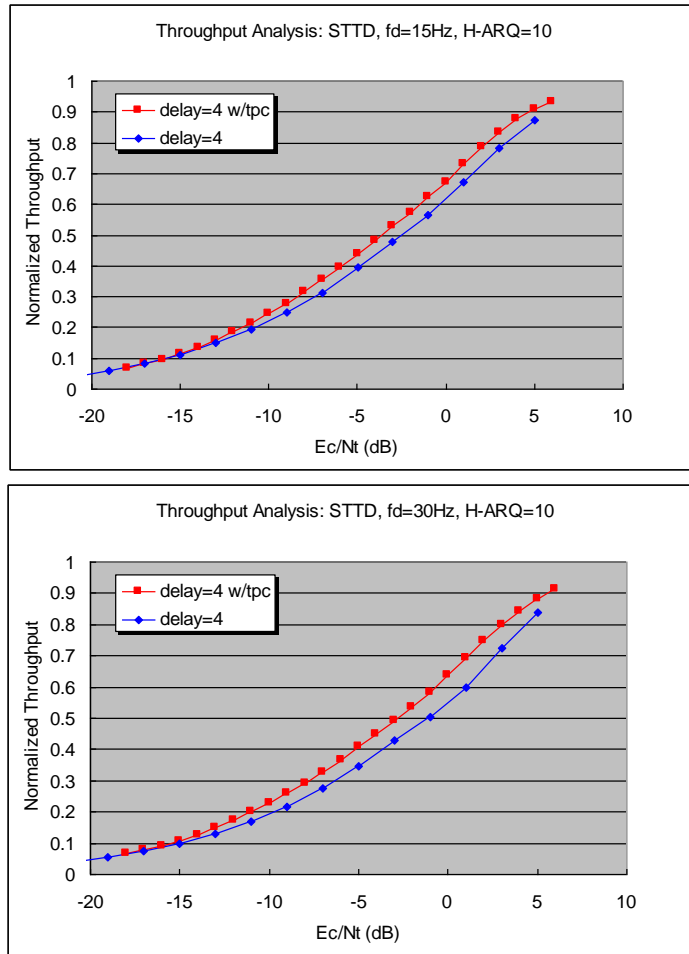 Throughput Analysis: STTD, fd=15Hz, H-ARQ=10
1
0.9
0.8
0.7
0.6
0.5
0.4
0.3
0.2
0.1
0
Normalized Throughput
delay=4 w/tpc
delay=4
-20 -15 -10 -5 0 5 10
Ec/Nt (dB)
Throughput Analysis: STTD, fd=30Hz, H-ARQ=10
1
0.9
0.8
0.7
0.6
0.5
0.4
0.3
0.2
0.1
0
Normalized Throughput
delay=4 w/tpc
delay=4
-20 -15 -10 -5 0 5 10
Ec/Nt (dB)